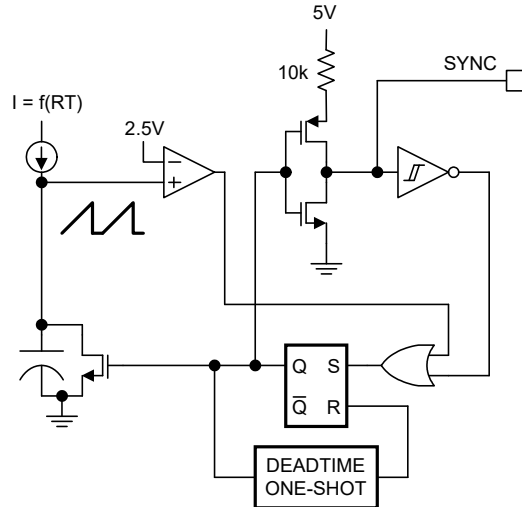 5V
SYNC
10k
I = f(RT)
2.5V
−
+
Q S
Q̅ R
DEADTIME
ONE-SHOT